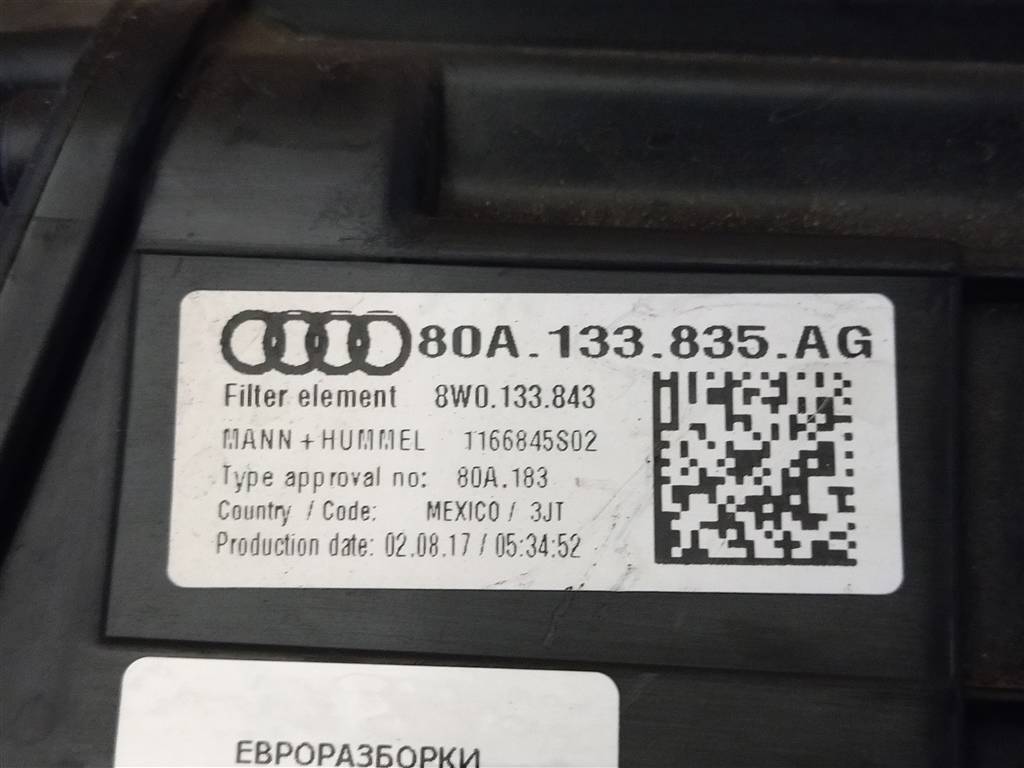 80A.133.835.AG
Filter element 8W0.133.843
MANN+HUMMEL 1166845S02
Type approval no: 80A.183
Country / Code: MEXICO / 3JT
Production date: 02.08.17 / 05:34:52
ЕВРОРАЗБОРКИ